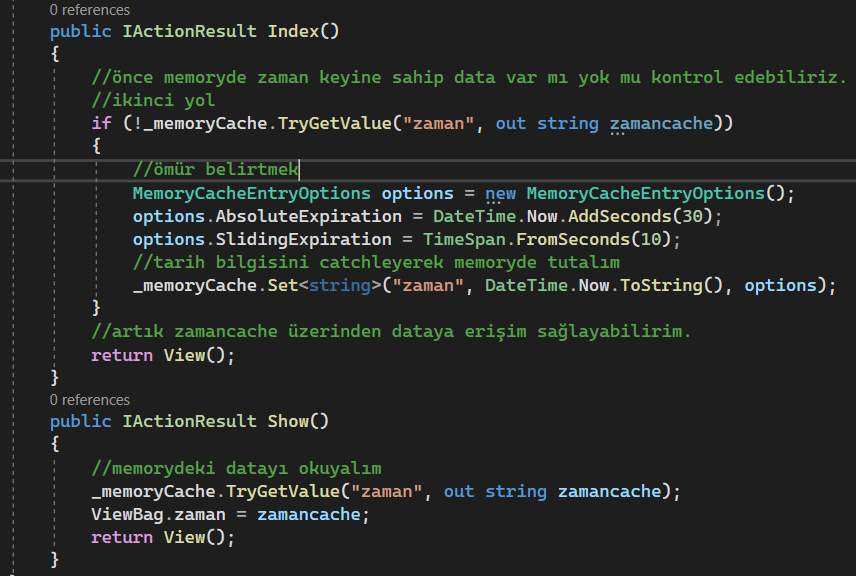 0 references
public IActionResult Index()
{
//önce memoryde zaman keyine sahip data var mı yok mu kontrol edebiliriz.
//ikinci yol
if (!_memoryCache.TryGetValue("zaman", out string zamancache))
{
//ömür belirtmek
MemoryCacheEntryOptions options = new MemoryCacheEntryOptions();
options.AbsoluteExpiration = DateTime.Now.AddSeconds(30);
options.SlidingExpiration = TimeSpan.FromSeconds(10);
//tarih bilgisini catchleyerek memoryde tutalım
_memoryCache.Set<string>("zaman", DateTime.Now.ToString(), options);
}
//artık zamancache üzerinden dataya erişim sağlayabilirim.
return View();
}
0 references
public IActionResult Show()
{
//memorydeki datayı okuyalım
_memoryCache.TryGetValue("zaman", out string zamancache);
ViewBag.zaman = zamancache;
return View();
}